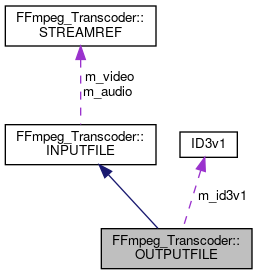 FFmpeg_Transcoder::
STREAMREF
m_video
m_audio
FFmpeg_Transcoder::
INPUTFILE
ID3v1
m_id3v1
FFmpeg_Transcoder::
OUTPUTFILE